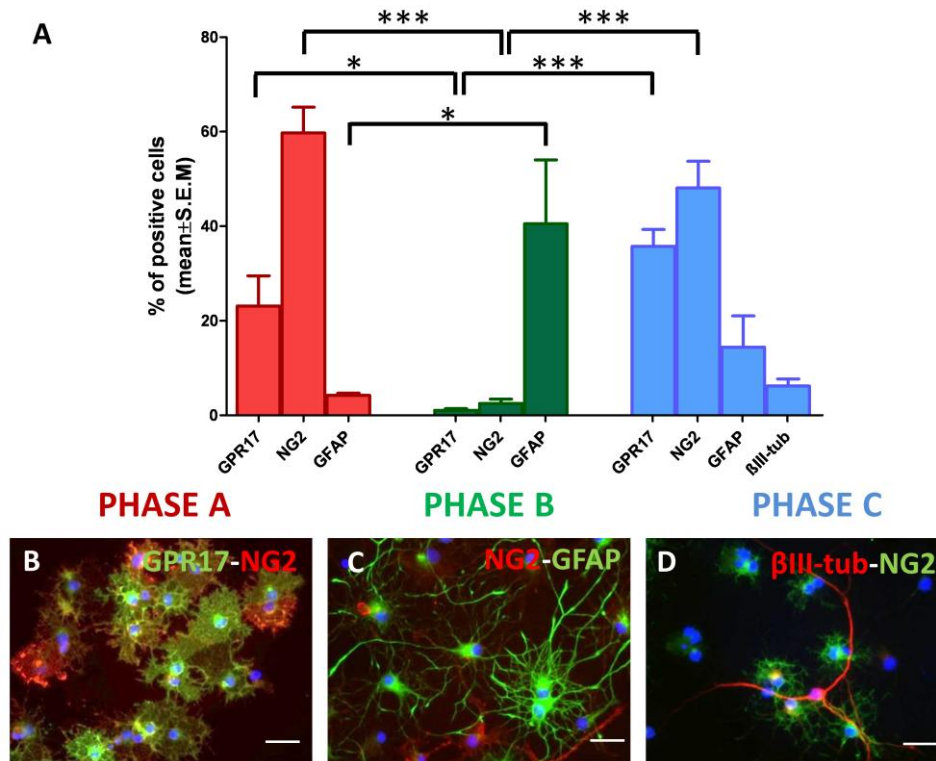 A
% of positive cells
(mean±S.E.M)
80
60
40
20
0
***
***
*
***
*
GPR17
NG2
GFAP
GPR17
NG2
GFAP
GPR17
NG2
GFAP
βIII-tub
PHASE A
PHASE B
PHASE C
B
GPR17-NG2
C
NG2-GFAP
D
βIII-tub-NG2